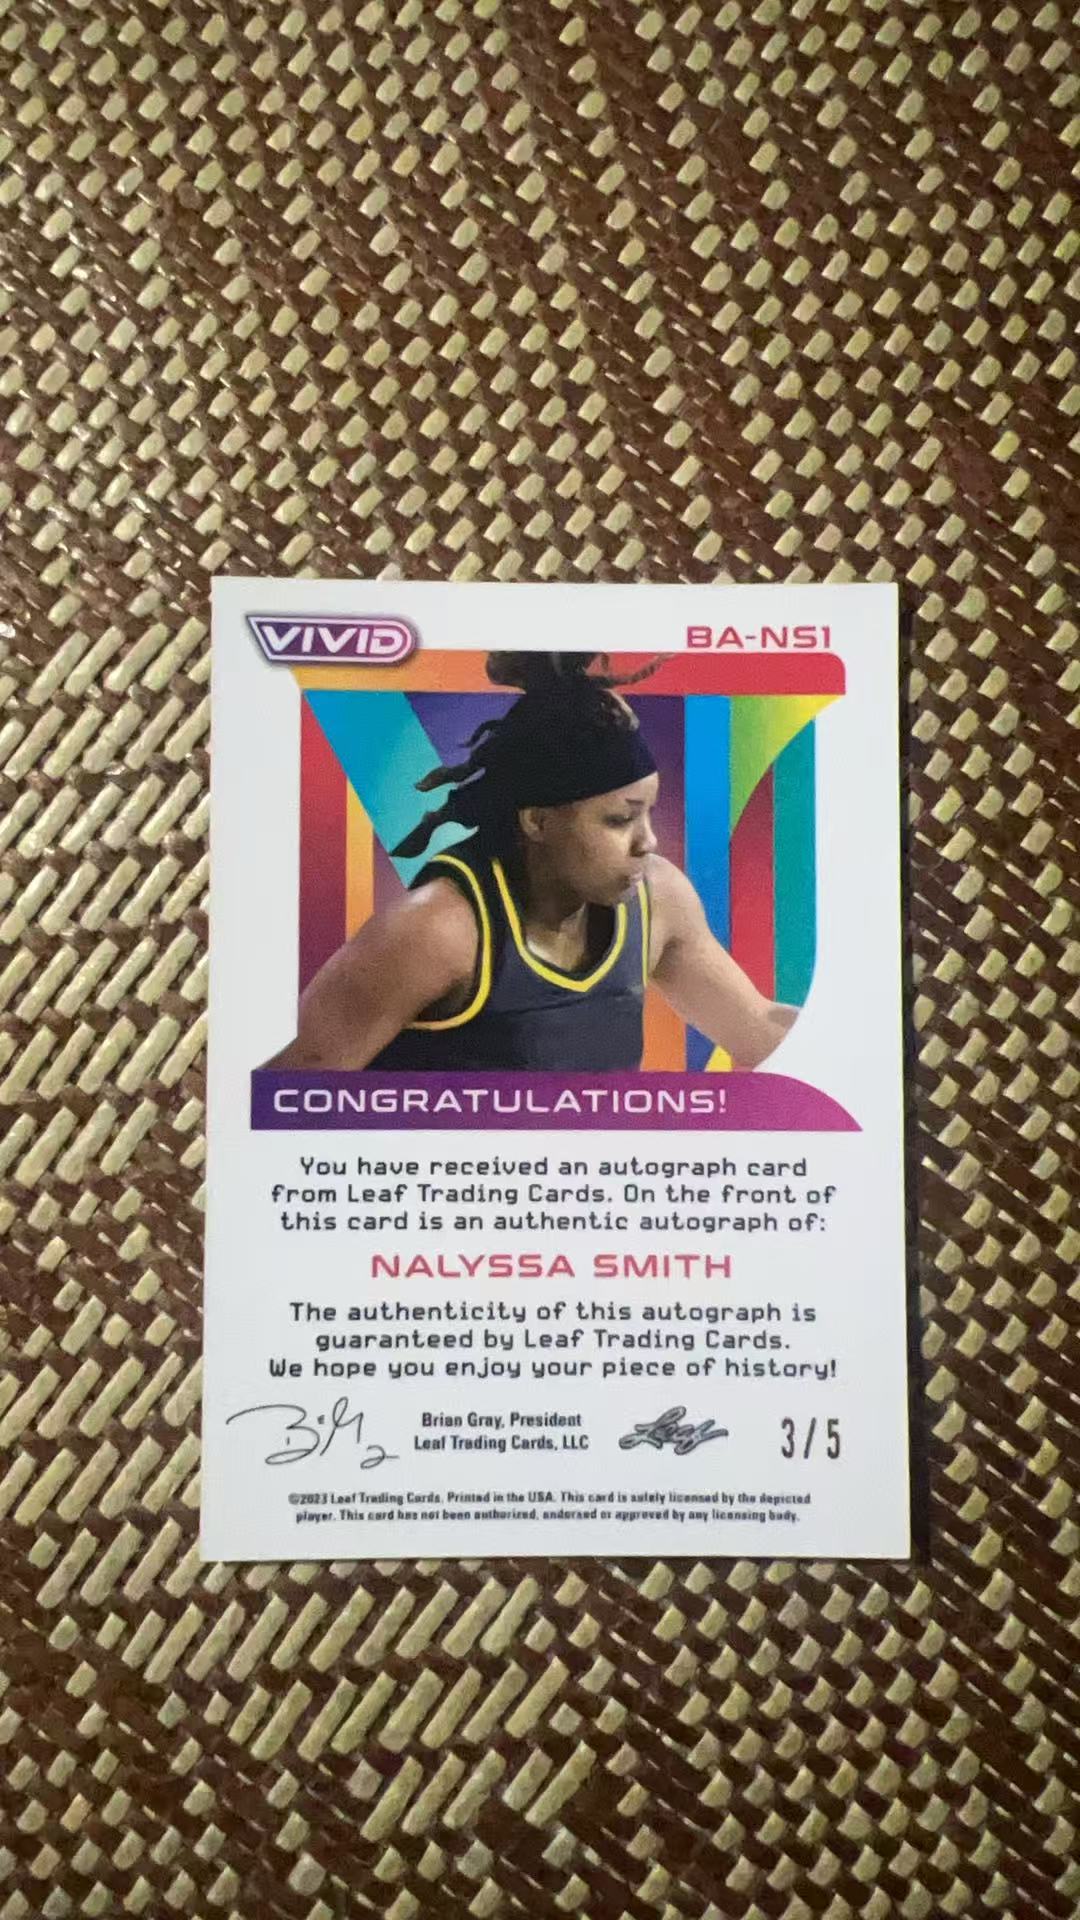 VIVID
BA-NS1
CONGRATULATIONS!
You have received an autograph card
from Leaf Trading Cards. On the front of
this card is an authentic autograph of:
NALYSSA SMITH
The authenticity of this autograph is
guaranteed by Leaf Trading Cards.
We hope you enjoy your piece of history!
Brian Gray, President
Leaf Trading Cards, LLC
Leaf
3/5
©2023 Leaf Trading Cards. Printed in the USA. This card is solely licensed by the depicted
player. This card has not been authorized, endorsed or approved by any licensing body.